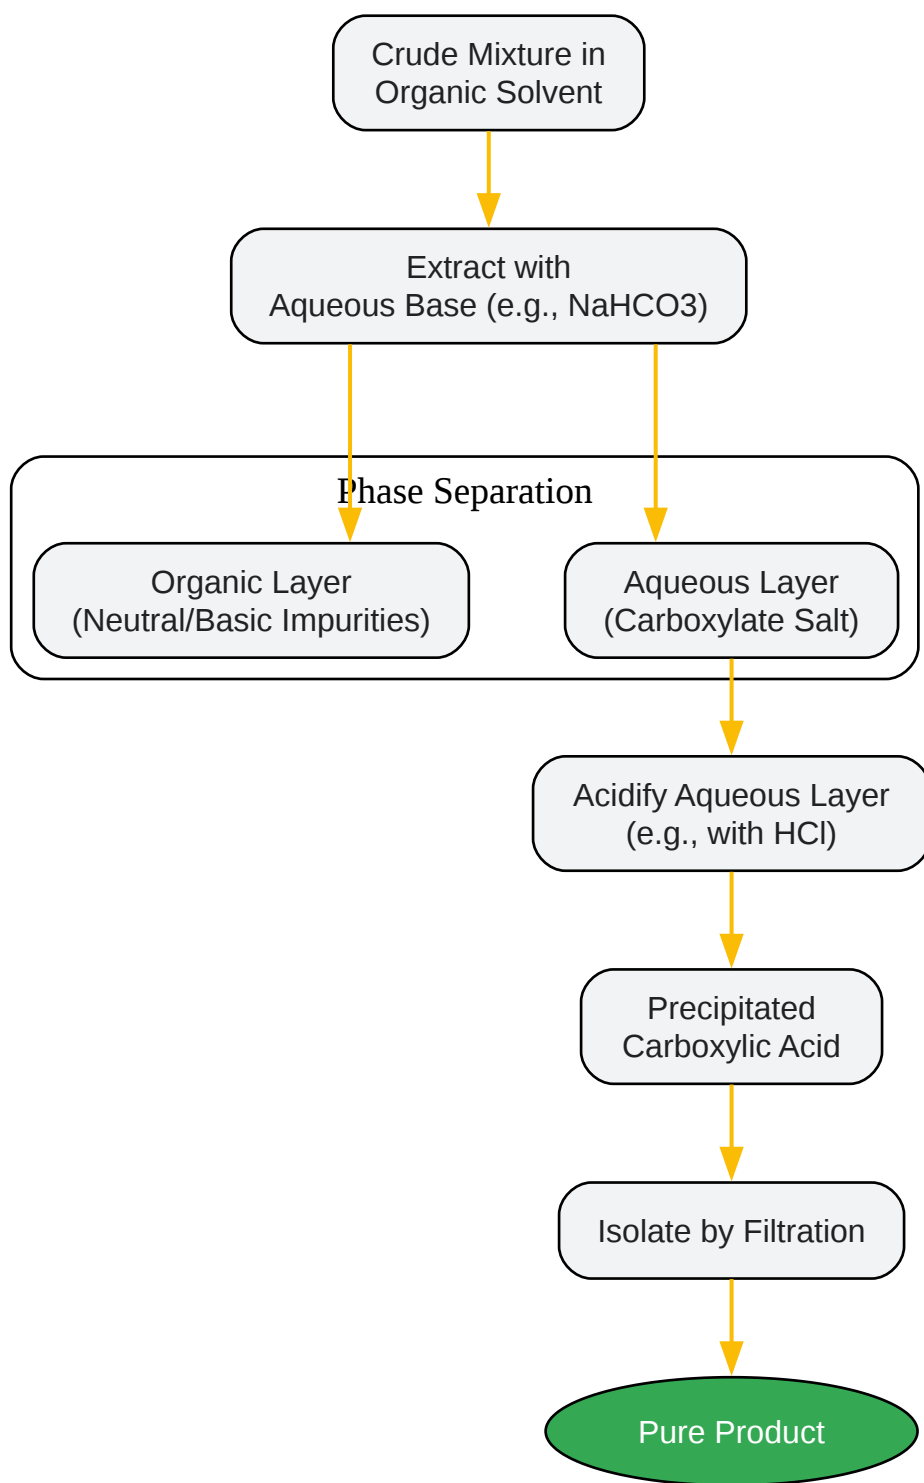 Crude Mixture in
Organic Solvent
Extract with
Aqueous Base (e.g., NaHCO3)
Phase Separation
Organic Layer
(Neutral/Basic Impurities)
Aqueous Layer
(Carboxylate Salt)
Acidify Aqueous Layer
(e.g., with HCl)
Precipitated
Carboxylic Acid
Isolate by Filtration
Pure Product